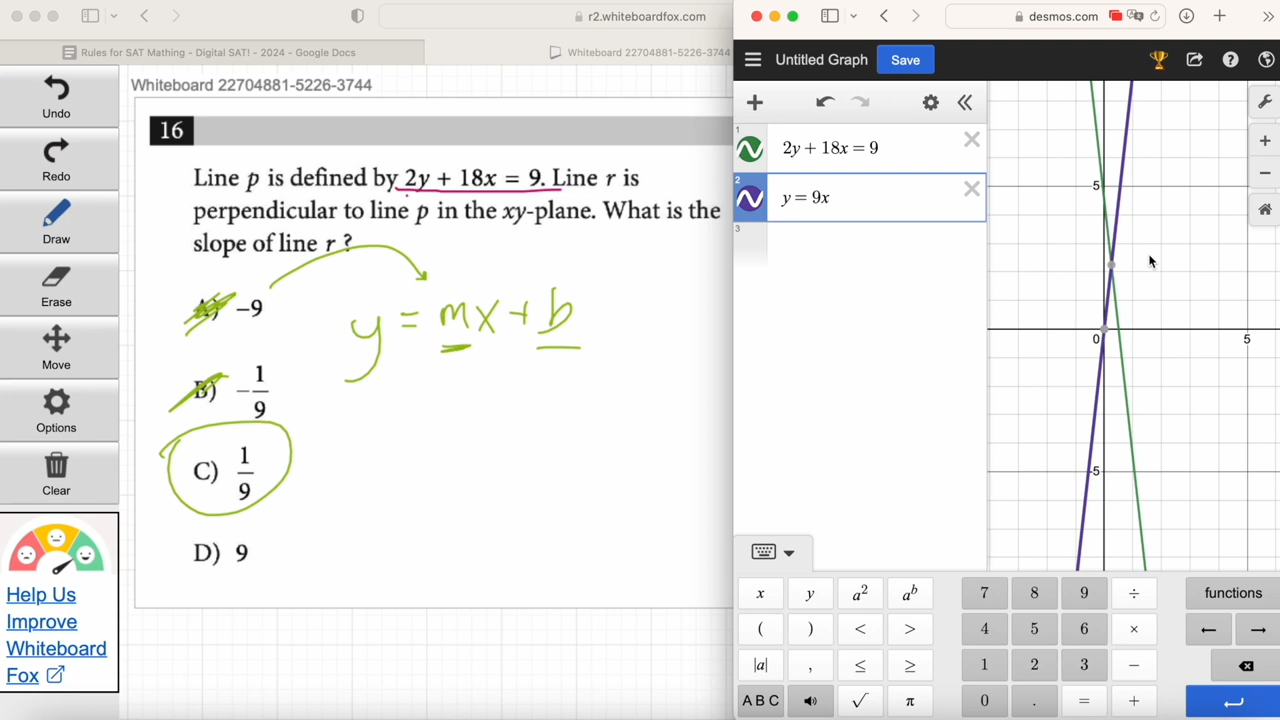 r2.whiteboardfox.com
desmos.com
Rules for SAT Mathing - Digital SAT! - 2024 - Google Docs
Whiteboard 22704881-5226-3744
Whiteboard 22704881-5226-3744
Undo
Redo
Draw
Erase
Move
Options
Clear
Help Us
Improve
Whiteboard
Fox
16
Line p is defined by 2y + 18x = 9. Line r is
perpendicular to line p in the xy-plane. What is the
slope of line r ?
A) −9
B) −1/9
C) 1/9
D) 9
y = mx + b
Untitled Graph
Save
1
2y + 18x = 9
2
y = 9x
3
5
0
5
-5
x y a² aᵇ 7 8 9 ÷ functions
( ) < > 4 5 6 × ← →
|a| , ≤ ≥ 1 2 3 −
A B C √ π 0 . = +